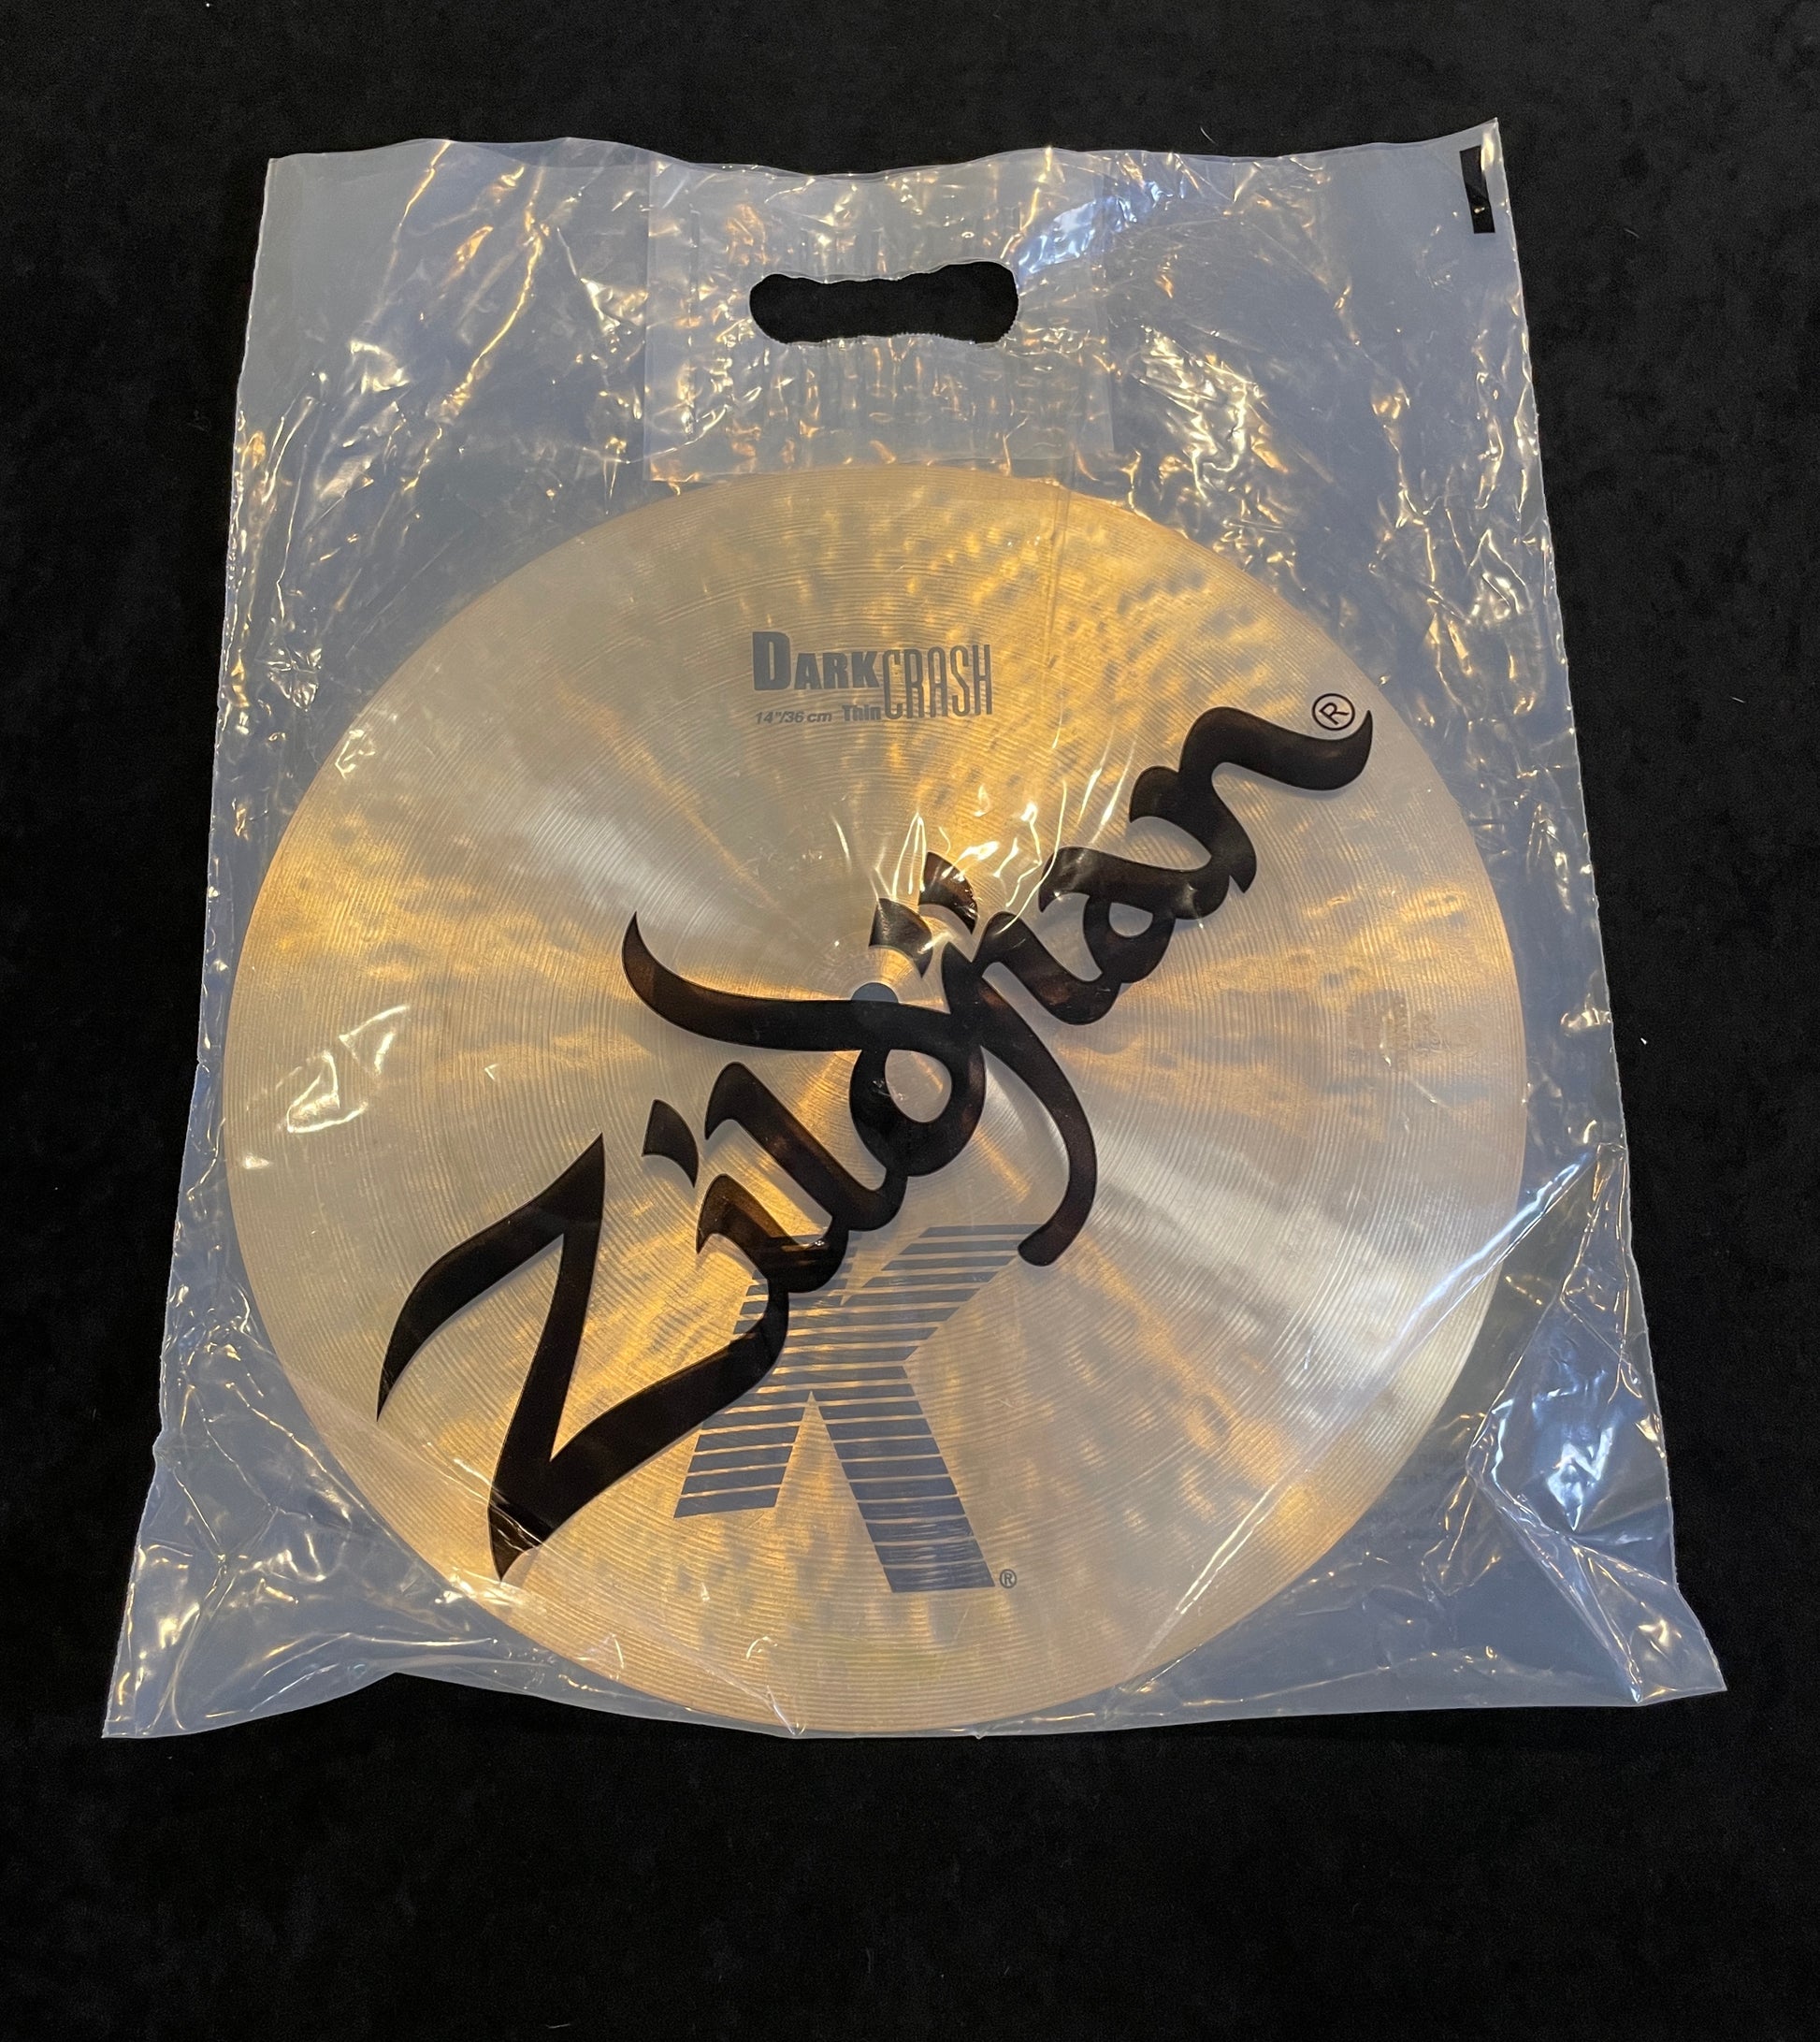 DARK CRASH
14"/36 cm Thin
Zildjian®
K®